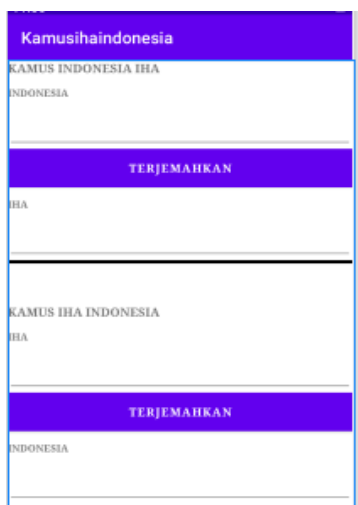 Kamusihaindonesia
KAMUS INDONESIA IHA
INDONESIA
TERJEMAHKAN
IHA
KAMUS IHA INDONESIA
IHA
TERJEMAHKAN
INDONESIA